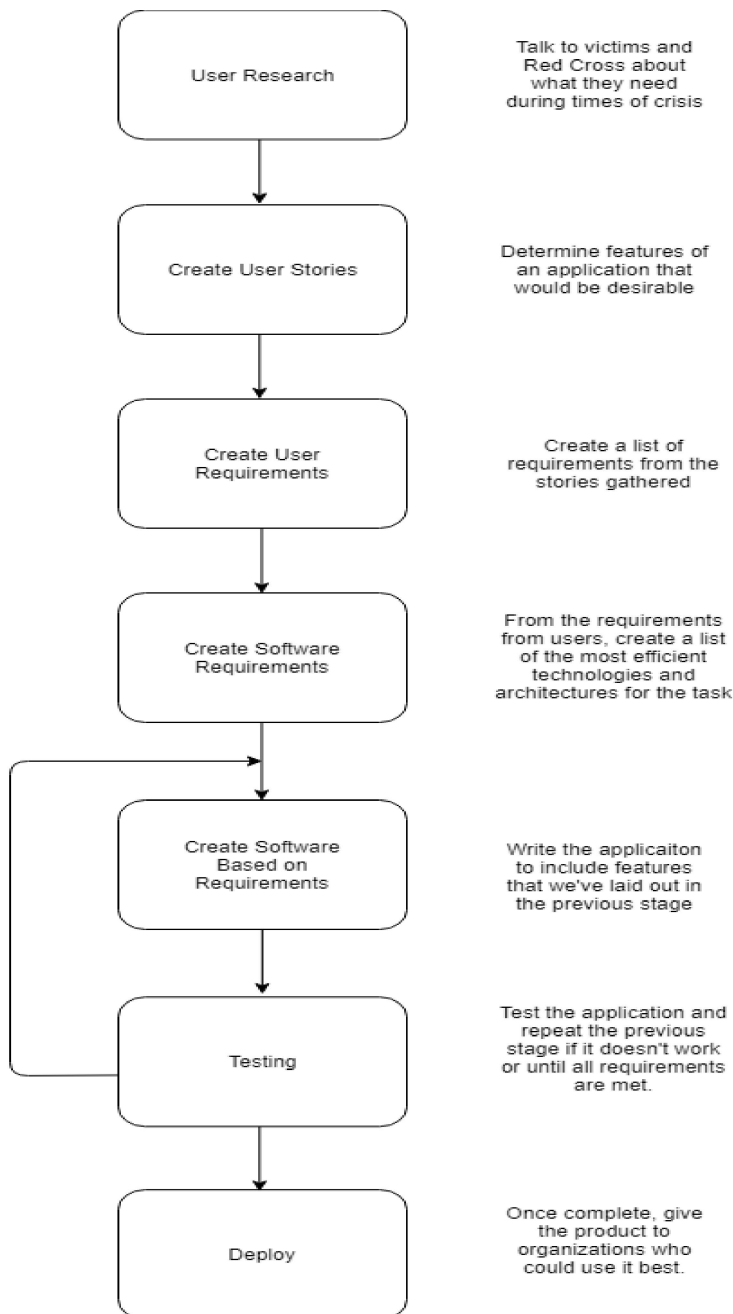 User Research
Talk to victims and
Red Cross about
what they need
during times of crisis
Create User Stories
Determine features of
an application that
would be desirable
Create User
Requirements
Create a list of
requirements from the
stories gathered
Create Software
Requirements
From the requirements
from users, create a list
of the most efficient
technologies and
architectures for the task
Create Software
Based on
Requirements
Write the applicaiton
to include features
that we've laid out in
the previous stage
Testing
Test the application and
repeat the previous
stage if it doesn't work
or until all requirements
are met.
Deploy
Once complete, give
the product to
organizations who
could use it best.